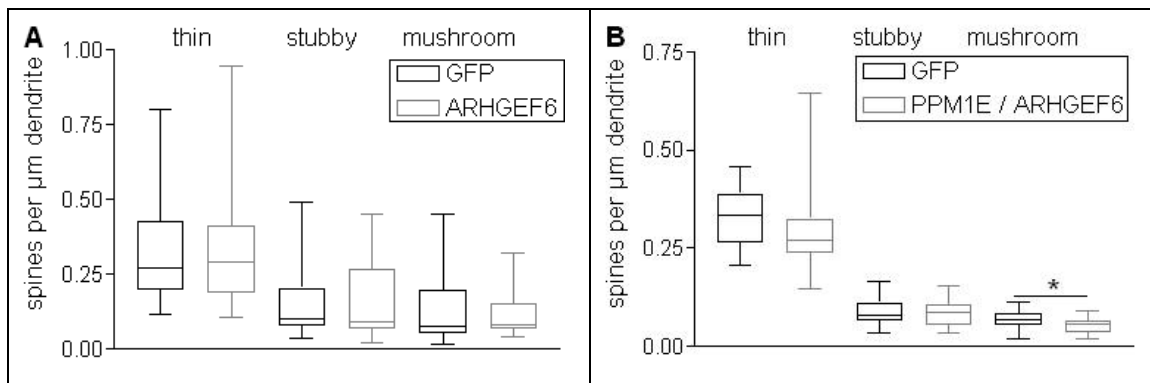 A
thin stubby mushroom
GFP
ARHGEF6
spines per µm dendrite
1.00
0.75
0.50
0.25
0.00
B
thin stubby mushroom
GFP
PPM1E / ARHGEF6
spines per µm dendrite
0.75
0.50
0.25
0.00
*